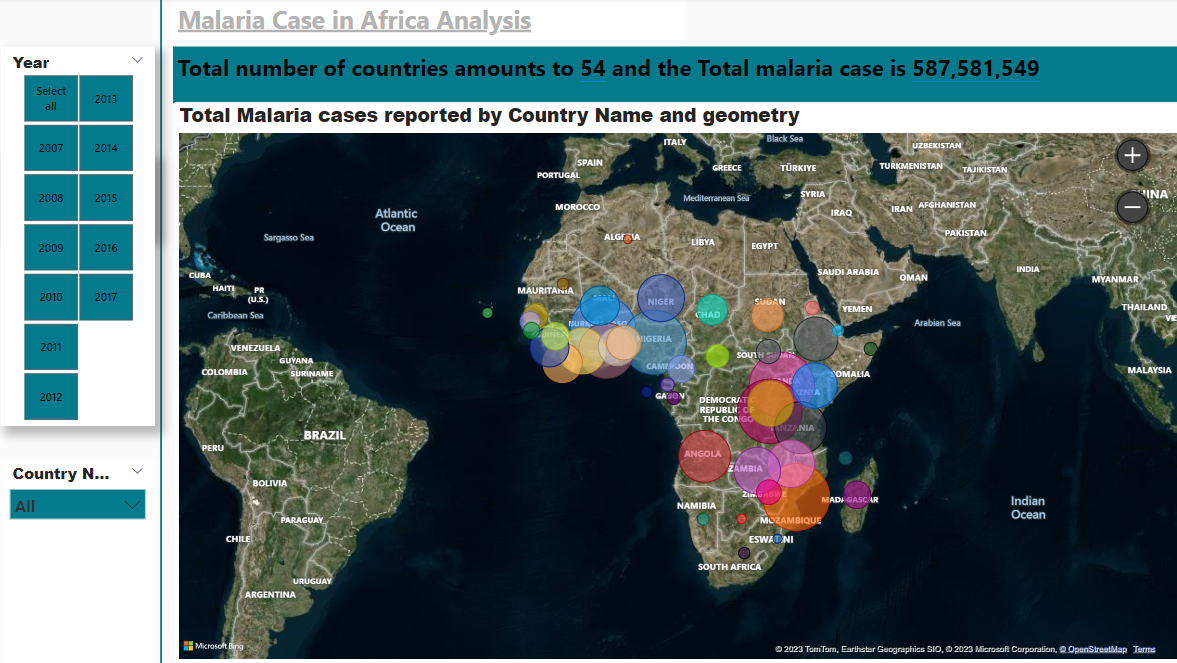 Malaria Case in Africa Analysis
Year
Select all
2013
2007
2014
2008
2015
2009
2016
2010
2017
2011
2012
Country N...
All
Total number of countries amounts to 54 and the Total malaria case is 587,581,549
Total Malaria cases reported by Country Name and geometry
ITALY
Black Sea
UZBEKISTAN
SPAIN
PORTUGAL
GREECE
TÜRKIYE
TURKMENISTAN
TAJIKISTAN
Mediterranean Sea
SYRIA
MOROCCO
IRAQ
IRAN
AFGHANISTAN
Atlantic
Ocean
Sargasso Sea
ALGERIA
LIBYA
EGYPT
PAKISTAN
CUBA
HAITI
PR
(U.S.)
SAUDI ARABIA
OMAN
INDIA
MYANMAR
MAURITANIA
NIGER
CHAD
SUDAN
YEMEN
THAILAND
Caribbean Sea
BURKINA FASO
Arabian Sea
GUINEA
NIGERIA
VENEZUELA
GUYANA
SURINAME
COLOMBIA
CAMEROON
SOUTH SUDAN
SOMALIA
MALAYSIA
GABON
KENYA
DEMOCRATIC
REPUBLIC OF
THE CONGO
TANZANIA
BRAZIL
PERU
ANGOLA
ZAMBIA
BOLIVIA
ZIMBABWE
MADAGASCAR
NAMIBIA
MOZAMBIQUE
Indian
Ocean
PARAGUAY
CHILE
ESWATINI
SOUTH AFRICA
URUGUAY
ARGENTINA
Microsoft Bing
© 2023 TomTom, Earthstar Geographics SIO, © 2023 Microsoft Corporation, © OpenStreetMap Terms